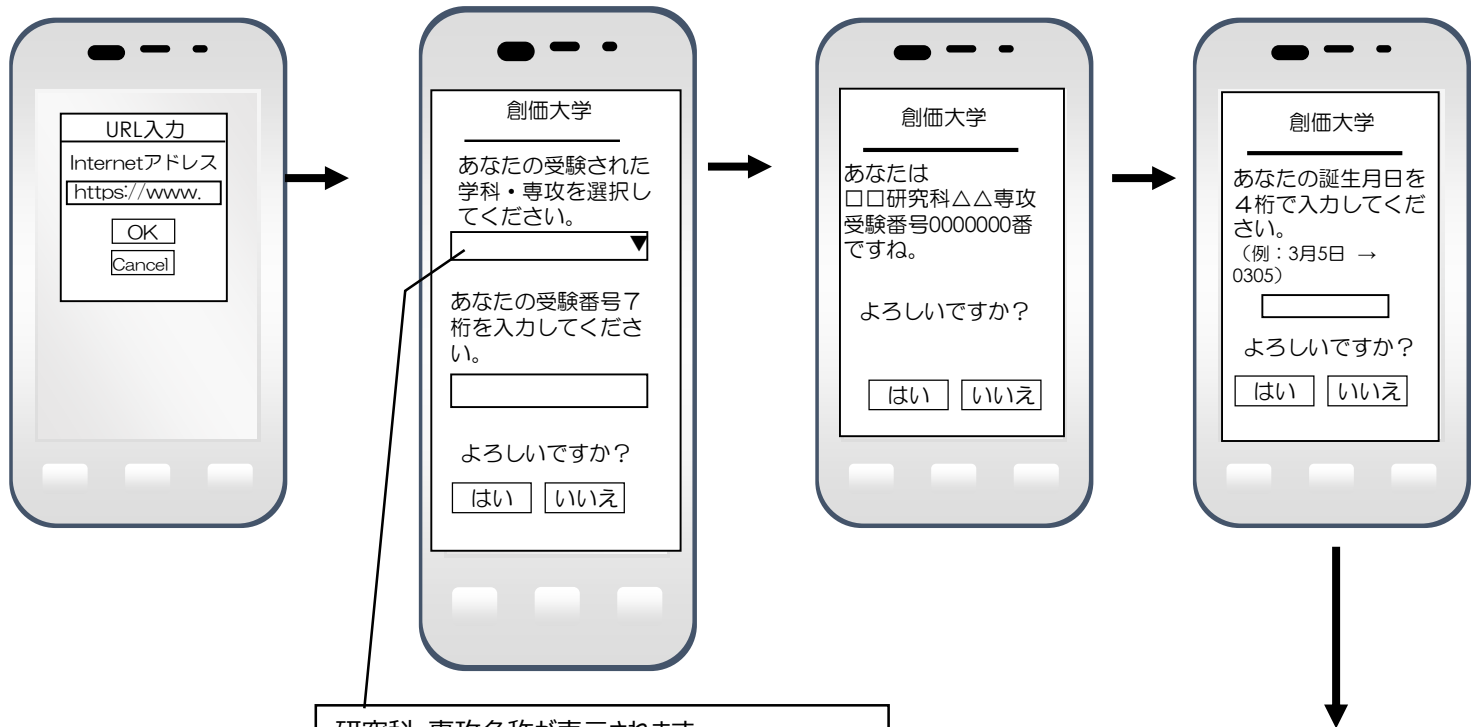 URL入力
Internetアドレス
https://www.
OK
Cancel
創価大学
あなたの受験された
学科・専攻を選択し
てください。
▼
あなたの受験番号７
桁を入力してくださ
い。
よろしいですか？
はい いいえ
創価大学
あなたは
□□研究科△△専攻
受験番号0000000番
ですね。
よろしいですか？
はい いいえ
創価大学
あなたの誕生月日を
４桁で入力してくだ
さい。
（例：3月5日 →
0305）
よろしいですか？
はい いいえ
研究科・専攻名称が表示されます